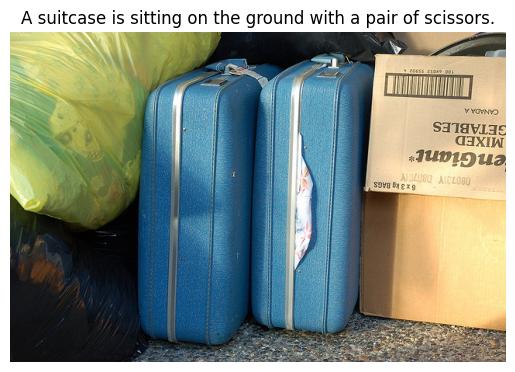 A suitcase is sitting on the ground with a pair of scissors.
enGiant*
MIXED
GETABLES
CANADA A
6 x 3 kg BAGS